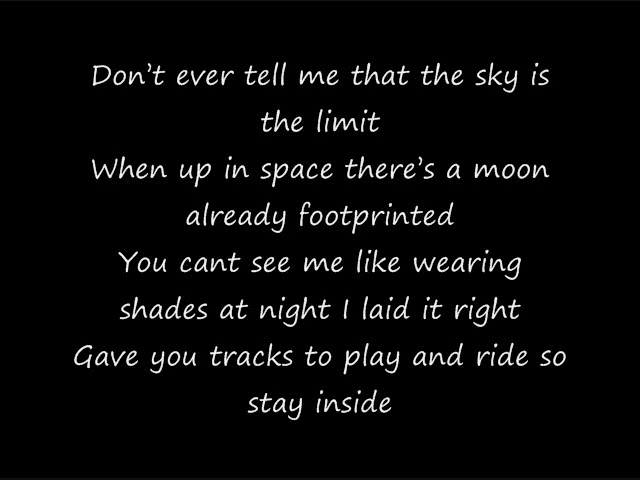 Don’t ever tell me that the sky is
the limit
When up in space there’s a moon
already footprinted
You cant see me like wearing
shades at night I laid it right
Gave you tracks to play and ride so
stay inside